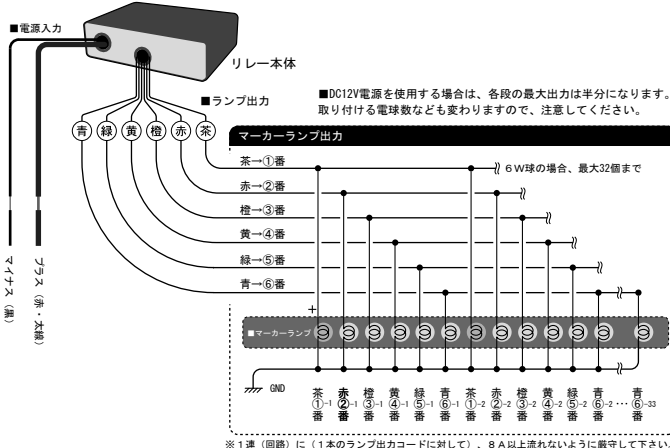 ■電源入力
リレー本体
■ランプ出力
■DC12V電源を使用する場合は、各段の最大出力は半分になります。
取り付ける電球数なども変わりますので、注意してください。
青 緑 黄 橙 赤 茶
マーカーランプ出力
茶→①番
6W球の場合、最大32個まで
赤→②番
橙→③番
黄→④番
緑→⑤番
青→⑥番
マイナス（黒）
プラス（赤・太線）
+
■マーカーランプ
GND
茶①-1番
赤②-1番
橙③-1番
黄④-1番
緑⑤-1番
青⑥-1番
茶①-2番
赤②-2番
橙③-2番
黄④-2番
緑⑤-2番
青⑥-2番
…
青⑥-33番
※1連（回路）に（1本のランプ出力コードに対して）、8A以上流れないように厳守して下さい。